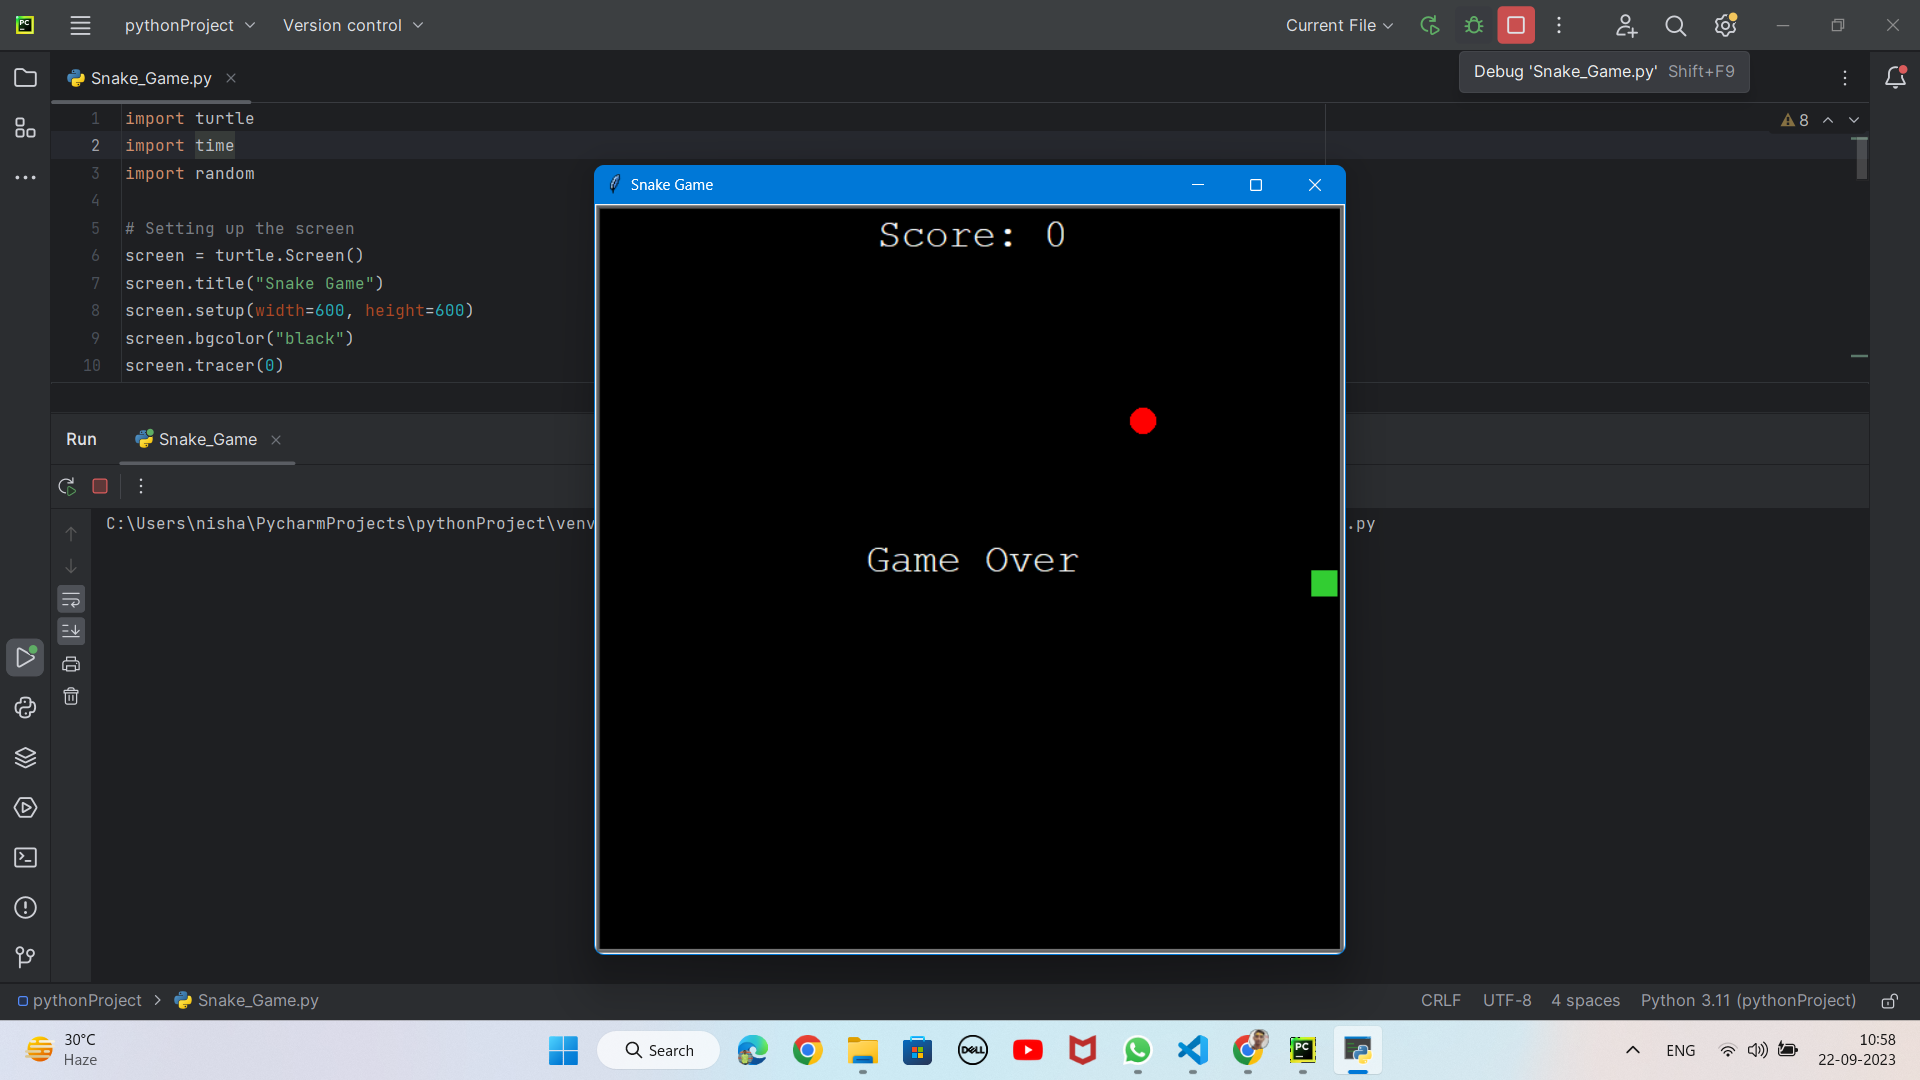 pythonProject
Version control
Current File
Snake_Game.py
Debug 'Snake_Game.py' Shift+F9
1 import turtle
2 import time
3 import random
4
5 # Setting up the screen
6 screen = turtle.Screen()
7 screen.title("Snake Game")
8 screen.setup(width=600, height=600)
9 screen.bgcolor("black")
10 screen.tracer(0)
8
Snake Game
Score: 0
Game Over
Run
Snake_Game
C:\Users\nisha\PycharmProjects\pythonProject\venv
.py
pythonProject > Snake_Game.py
CRLF UTF-8 4 spaces Python 3.11 (pythonProject)
30°C
Haze
Search
DELL
PC
ENG
10:58
22-09-2023